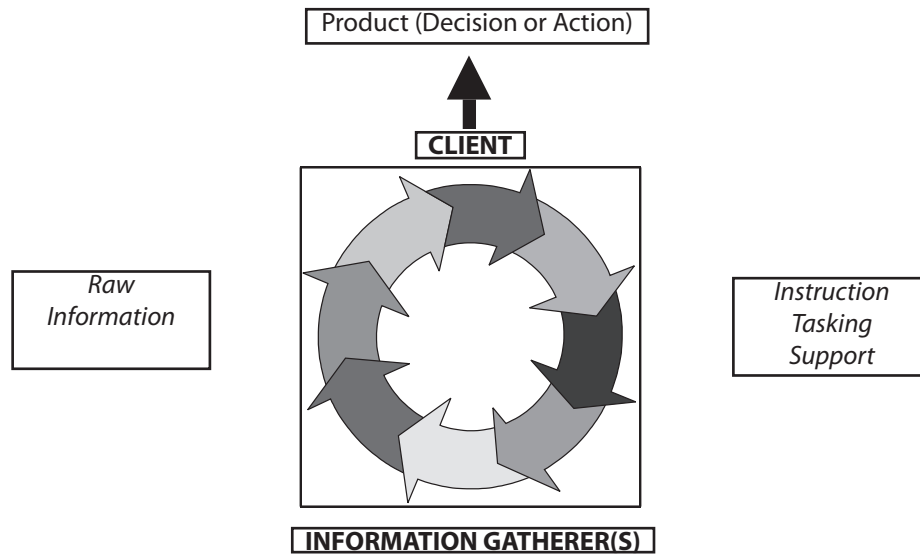 Product (Decision or Action)
CLIENT
Raw
Information
Instruction
Tasking
Support
INFORMATION GATHERER(S)